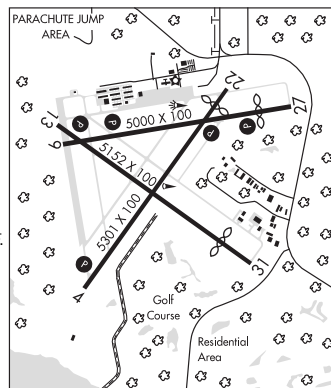 PARACHUTE JUMP
AREA
22
27
13
9
5000 X 100
P
P
P
P
5152 X 100
5301 X 100
P
4
31
Golf
Course
Residential
Area